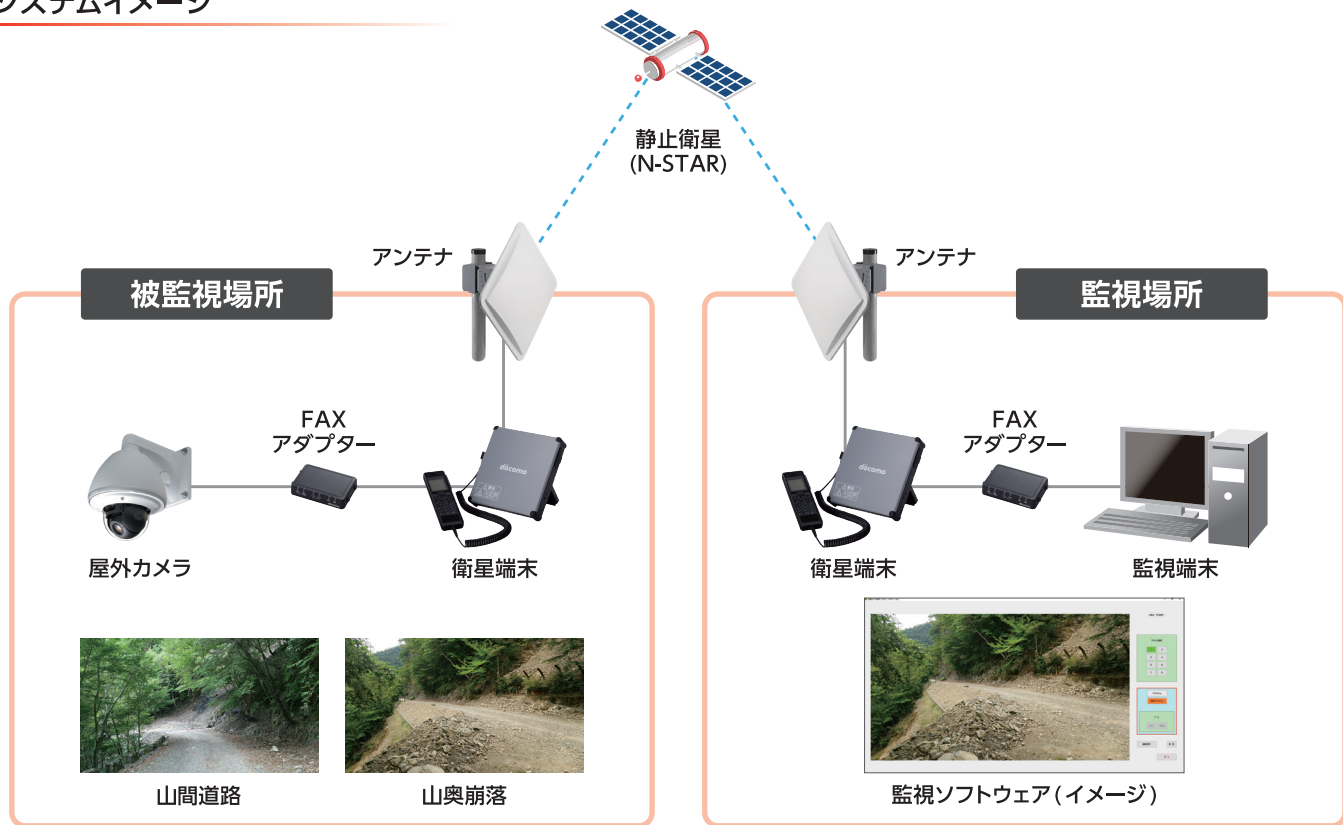 システムイメージ
静止衛星
(N-STAR)
アンテナ
アンテナ
被監視場所
監視場所
FAX
アダプター
docomo
屋外カメラ
衛星端末
FAX
アダプター
docomo
衛星端末
監視端末
山間道路
山奥崩落
監視ソフトウェア(イメージ)